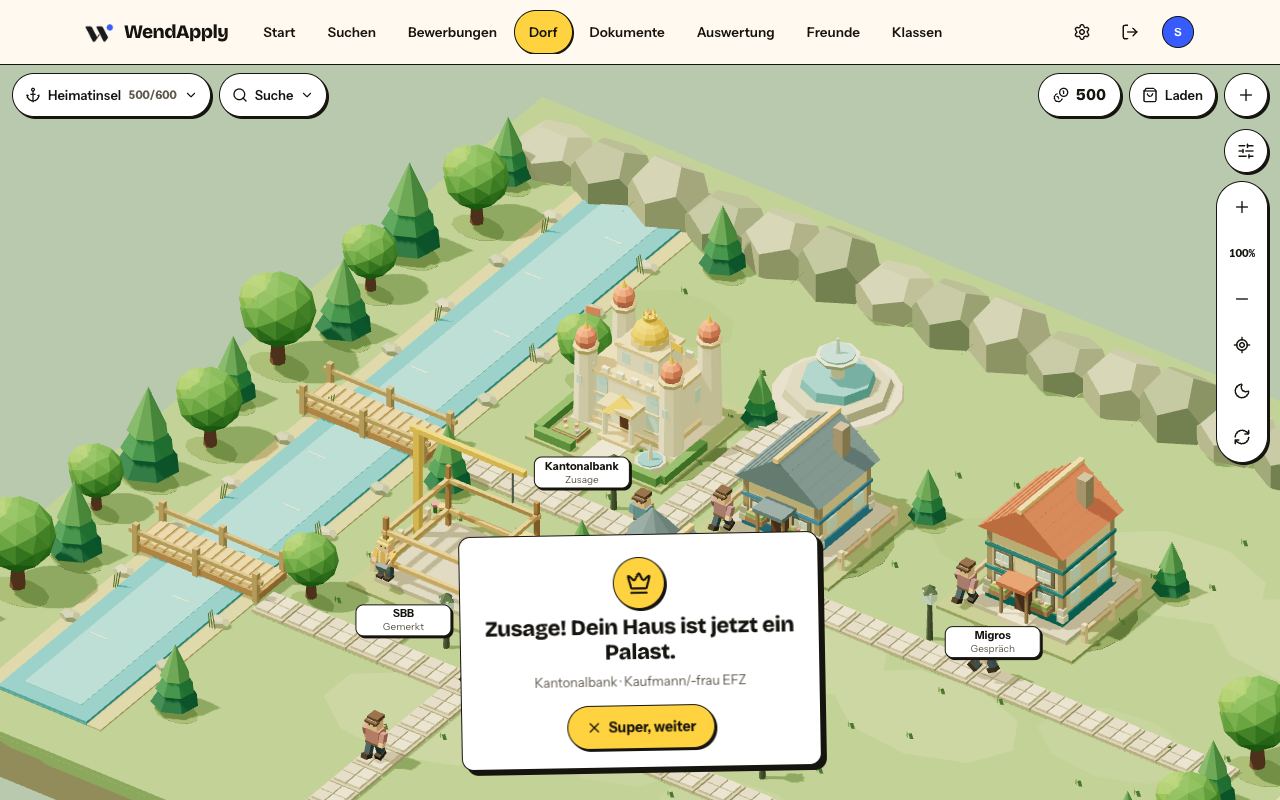 WendApply
Start
Suchen
Bewerbungen
Dorf
Dokumente
Auswertung
Freunde
Klassen
S
Heimatinsel 500/600
Suche
500
Laden
100%
Kantonalbank
Zusage
SBB
Gemerkt
Migros
Gespräch
Zusage! Dein Haus ist jetzt ein
Palast.
Kantonalbank · Kaufmann/-frau EFZ
Super, weiter